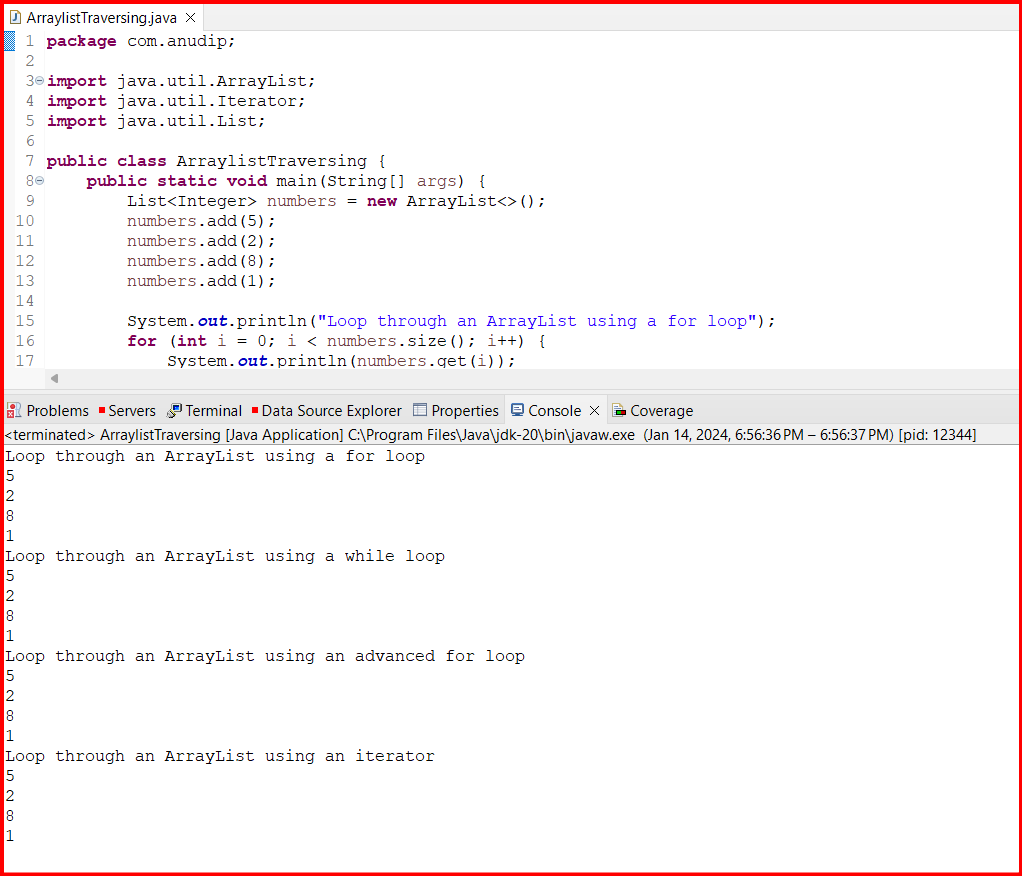 ArraylistTraversing.java
1 package com.anudip;
2
3 import java.util.ArrayList;
4 import java.util.Iterator;
5 import java.util.List;
6
7 public class ArraylistTraversing {
8     public static void main(String[] args) {
9         List<Integer> numbers = new ArrayList<>();
10         numbers.add(5);
11         numbers.add(2);
12         numbers.add(8);
13         numbers.add(1);
14
15         System.out.println("Loop through an ArrayList using a for loop");
16         for (int i = 0; i < numbers.size(); i++) {
17             System.out.println(numbers.get(i));
Problems Servers Terminal Data Source Explorer Properties Console Coverage
<terminated> ArraylistTraversing [Java Application] C:\Program Files\Java\jdk-20\bin\javaw.exe (Jan 14, 2024, 6:56:36 PM – 6:56:37 PM) [pid: 12344]
Loop through an ArrayList using a for loop
5
2
8
1
Loop through an ArrayList using a while loop
5
2
8
1
Loop through an ArrayList using an advanced for loop
5
2
8
1
Loop through an ArrayList using an iterator
5
2
8
1